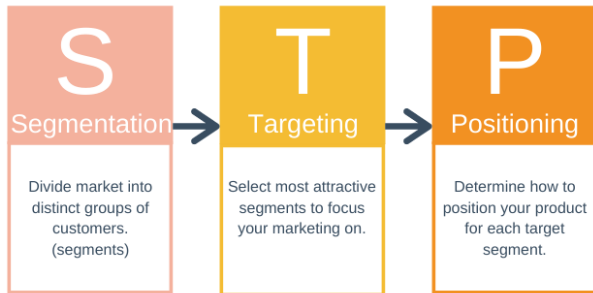 S
Segmentation
Divide market into
distinct groups of
customers.
(segments)
T
Targeting
Select most attractive
segments to focus
your marketing on.
P
Positioning
Determine how to
position your product
for each target
segment.